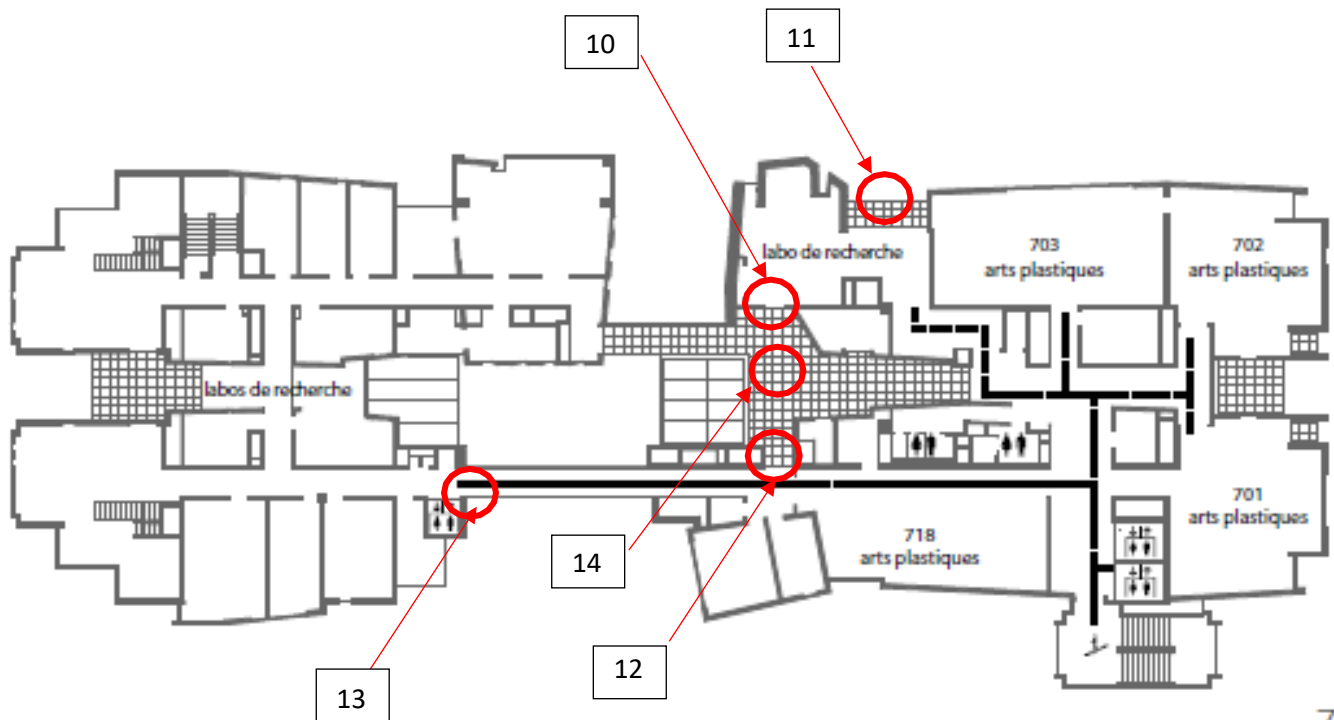 10
11
labo de recherche
703
arts plastiques
702
arts plastiques
labos de recherche
701
arts plastiques
718
arts plastiques
14
12
13
7